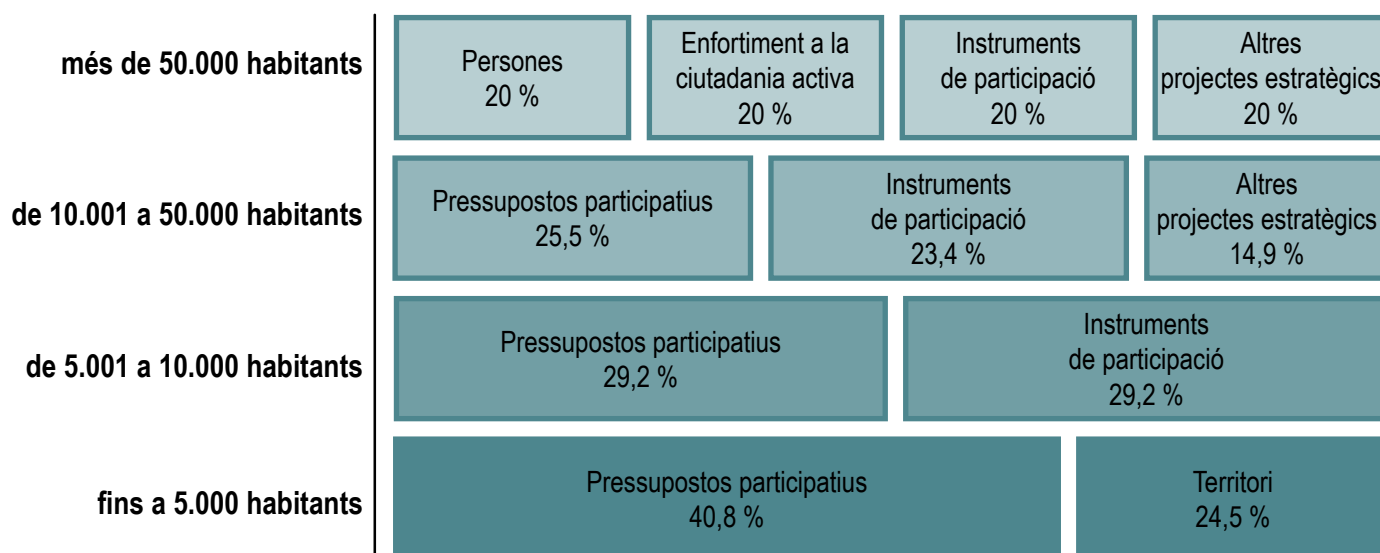 més de 50.000 habitants
Persones
20 %
Enfortiment a la
ciutadania activa
20 %
Instruments
de participació
20 %
Altres
projectes estratègics
20 %
de 10.001 a 50.000 habitants
Pressupostos participatius
25,5 %
Instruments
de participació
23,4 %
Altres
projectes estratègics
14,9 %
de 5.001 a 10.000 habitants
Pressupostos participatius
29,2 %
Instruments
de participació
29,2 %
fins a 5.000 habitants
Pressupostos participatius
40,8 %
Territori
24,5 %